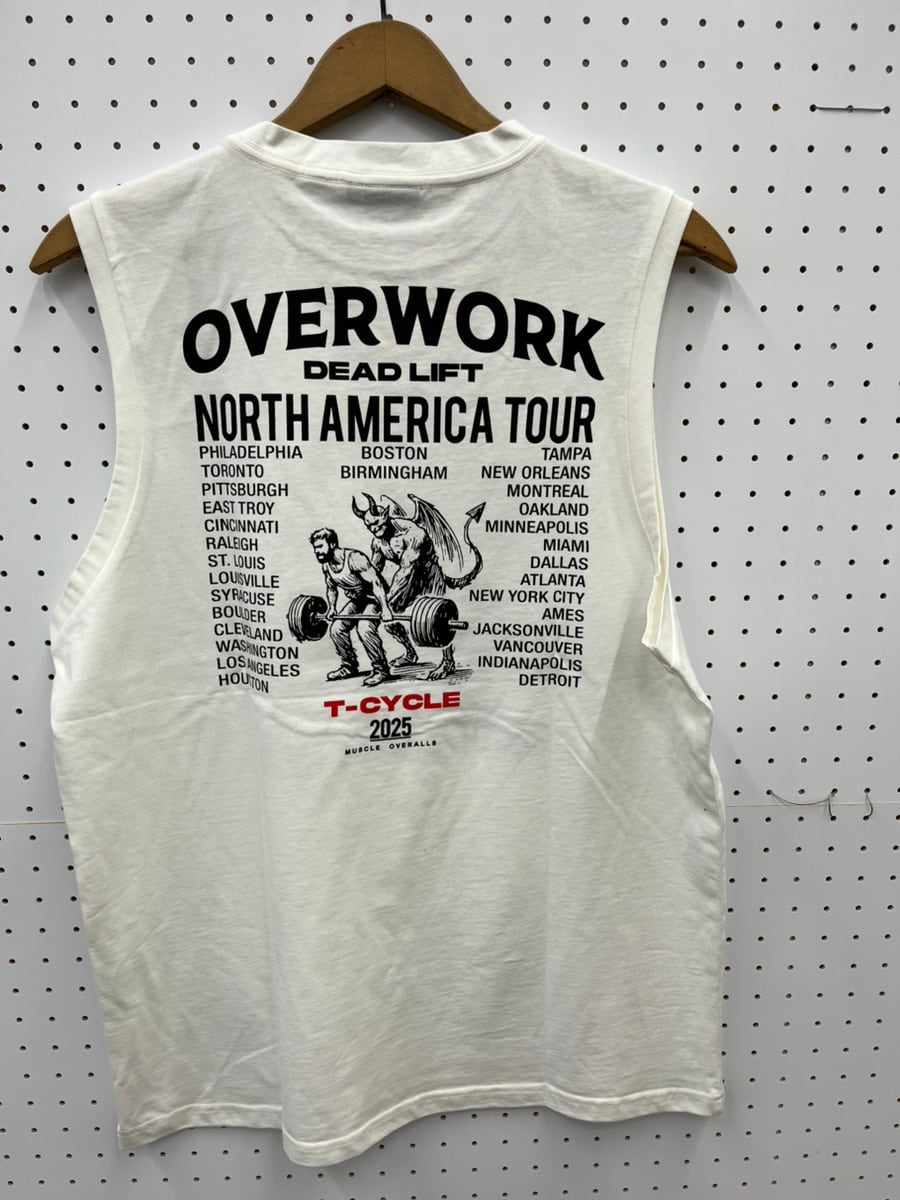 OVERWORK
DEAD LIFT
NORTH AMERICA TOUR
PHILADELPHIA
TORONTO
PITTSBURGH
EAST TROY
CINCINNATI
RALEIGH
ST. LOUIS
LOUISVILLE
SYRACUSE
BOULDER
CLEVELAND
WASHINGTON
LOS ANGELES
HOUSTON
BOSTON
BIRMINGHAM
TAMPA
NEW ORLEANS
MONTREAL
OAKLAND
MINNEAPOLIS
MIAMI
DALLAS
ATLANTA
NEW YORK CITY
AMES
JACKSONVILLE
VANCOUVER
INDIANAPOLIS
DETROIT
T-CYCLE
2025
MUSCLE OVERALLS